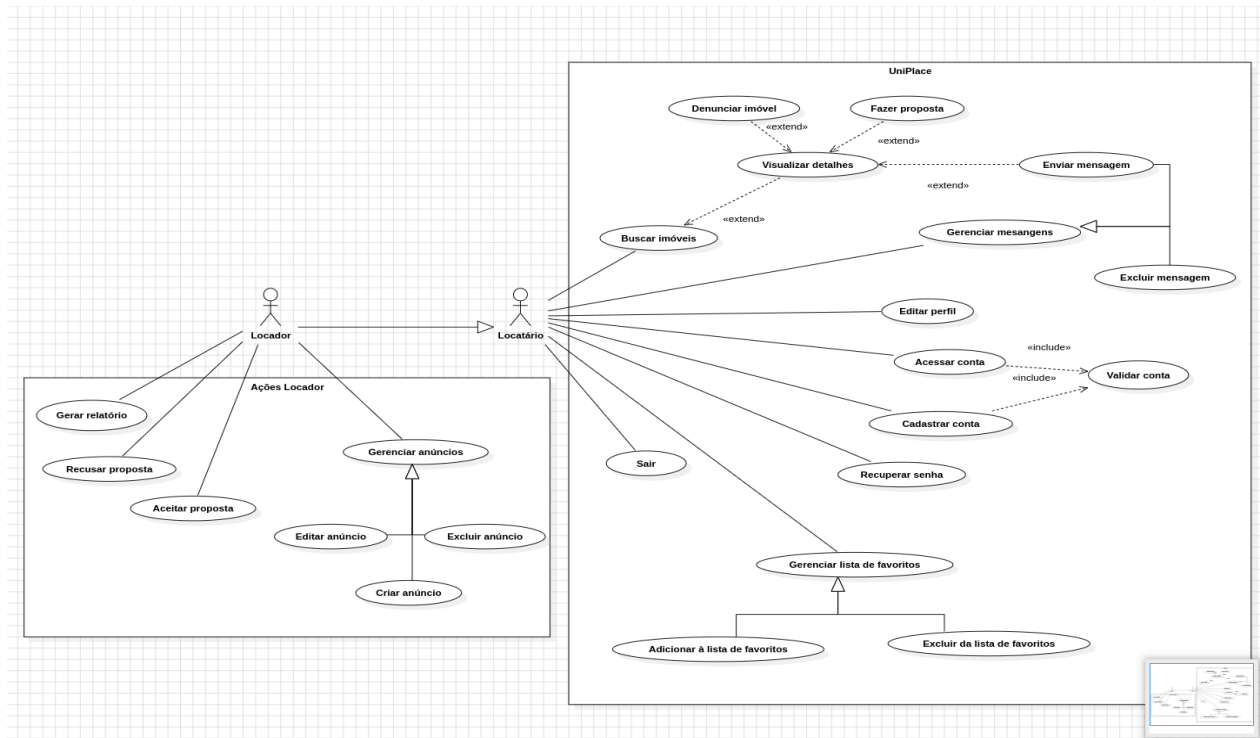 UniPlace
Denunciar imóvel
Fazer proposta
«extend»
«extend»
Visualizar detalhes
Enviar mensagem
«extend»
«extend»
Buscar imóveis
Gerenciar mesangens
Excluir mensagem
Editar perfil
Locador
Locatário
«include»
Acessar conta
Validar conta
«include»
Cadastrar conta
Sair
Recuperar senha
Ações Locador
Gerar relatório
Gerenciar anúncios
Recusar proposta
Aceitar proposta
Editar anúncio
Excluir anúncio
Criar anúncio
Gerenciar lista de favoritos
Adicionar à lista de favoritos
Excluir da lista de favoritos